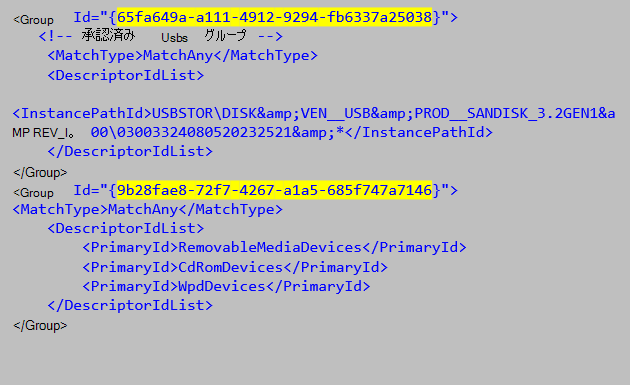 <Group Id="{65fa649a-a111-4912-9294-fb6337a25038}">
<!-- 承認済み Usbs グループ -->
<MatchType>MatchAny</MatchType>
<DescriptorIdList>
<InstancePathId>USBSTOR\DISK&amp;VEN__USB&amp;PROD__SANDISK_3.2GEN1&a
MP REV_I。 00\03003324080520232521&amp;*</InstancePathId>
</DescriptorIdList>
</Group>
<Group Id="{9b28fae8-72f7-4267-a1a5-685f747a7146}">
<MatchType>MatchAny</MatchType>
<DescriptorIdList>
<PrimaryId>RemovableMediaDevices</PrimaryId>
<PrimaryId>CdRomDevices</PrimaryId>
<PrimaryId>WpdDevices</PrimaryId>
</DescriptorIdList>
</Group>